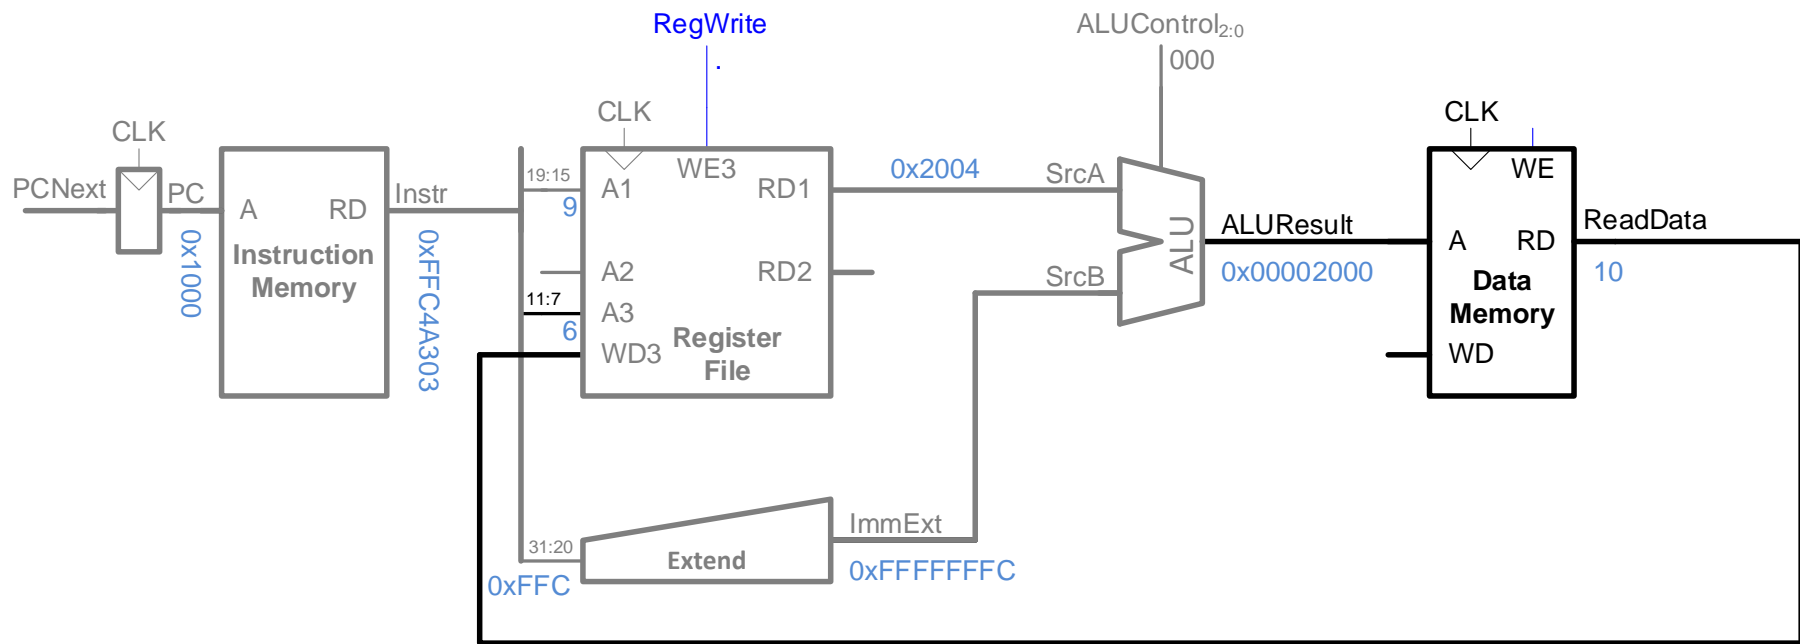 RegWrite
.
ALUControl2:0
000
CLK
CLK
CLK
PCNext
PC
0x1000
A
RD
Instruction
Memory
Instr
0xFFC4A303
19:15
9
A1
WE3
RD1
0x2004
SrcA
A2
RD2
11:7
6
A3
WD3
Register
File
SrcB
ALU
ALUResult
0x00002000
WE
A
RD
Data
Memory
WD
ReadData
10
31:20
0xFFC
Extend
ImmExt
0xFFFFFFFC